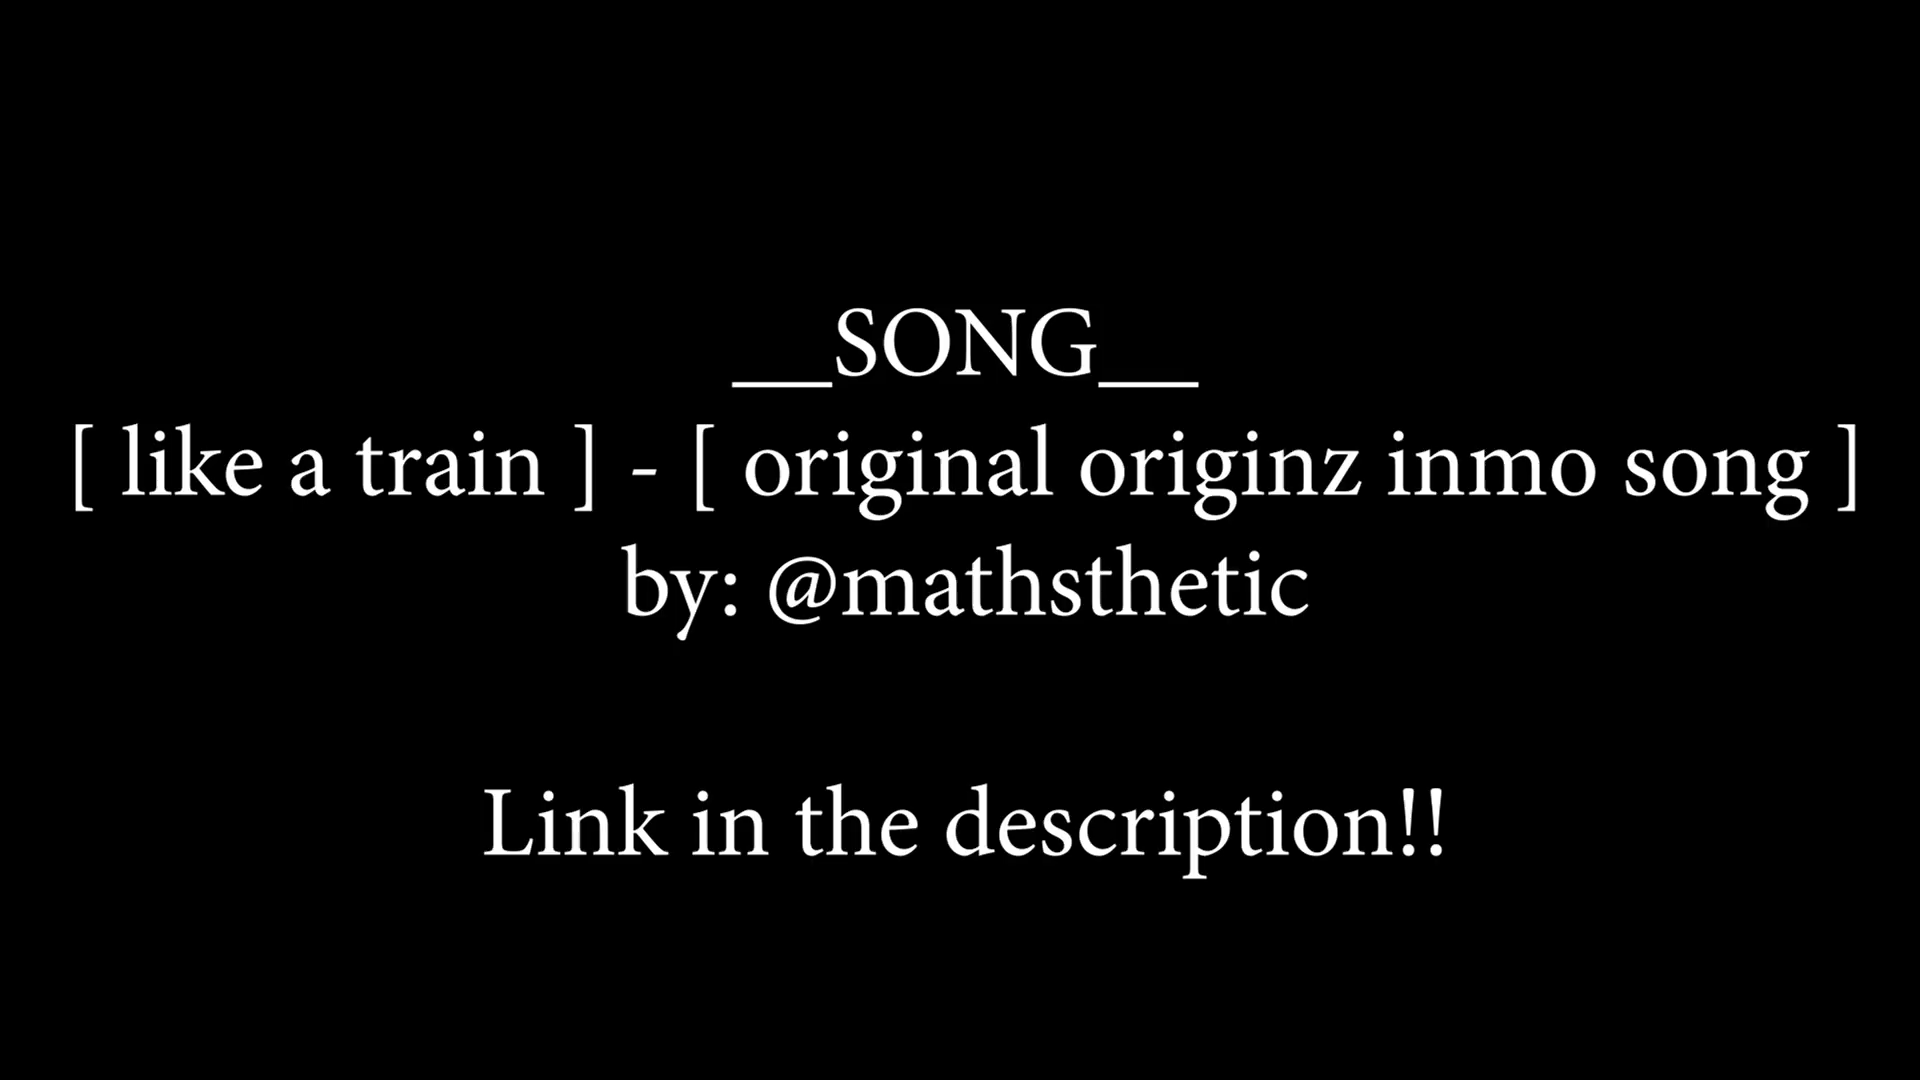 __SONG__
[ like a train ] - [ original originz inmo song ]
by: @mathsthetic
Link in the description!!